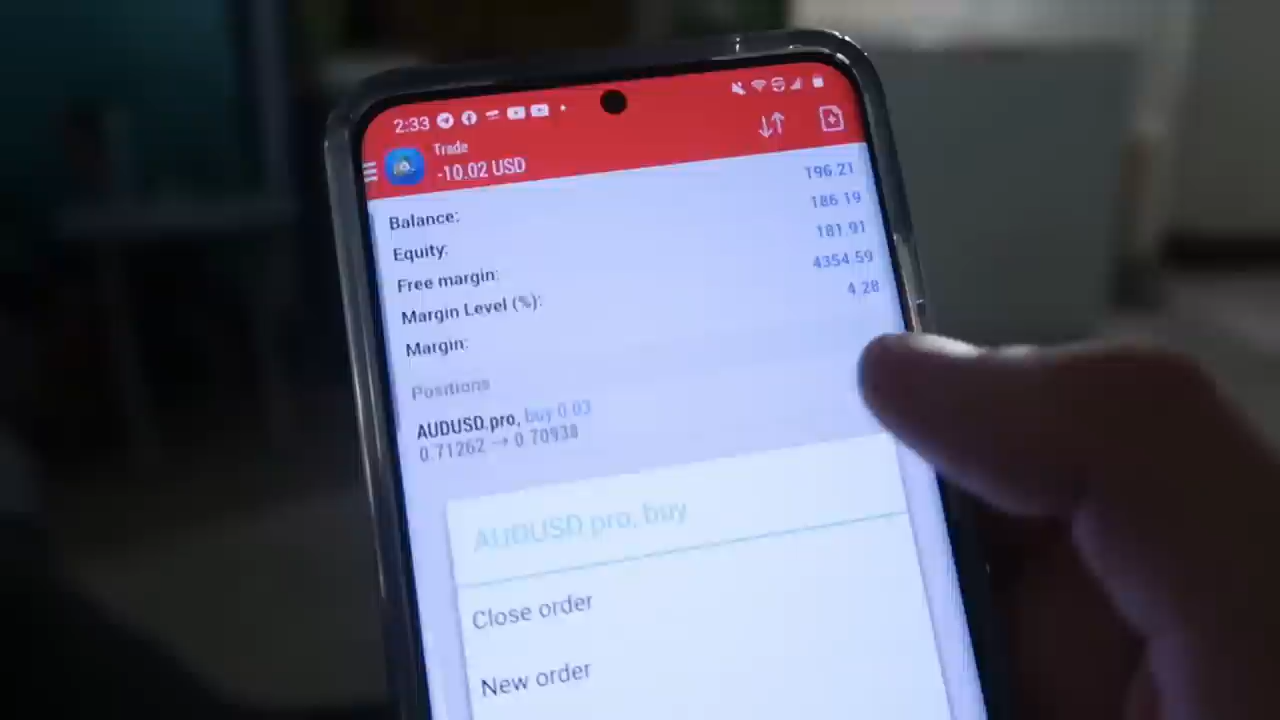 2:33
Trade
-10.02 USD
Balance: 196.21
Equity: 186.19
Free margin: 181.91
Margin Level (%): 4354.59
Margin: 4.28
Positions
AUDUSD.pro, buy 0.03
0.71262 → 0.70938
AUDUSD.pro, buy
Close order
New order